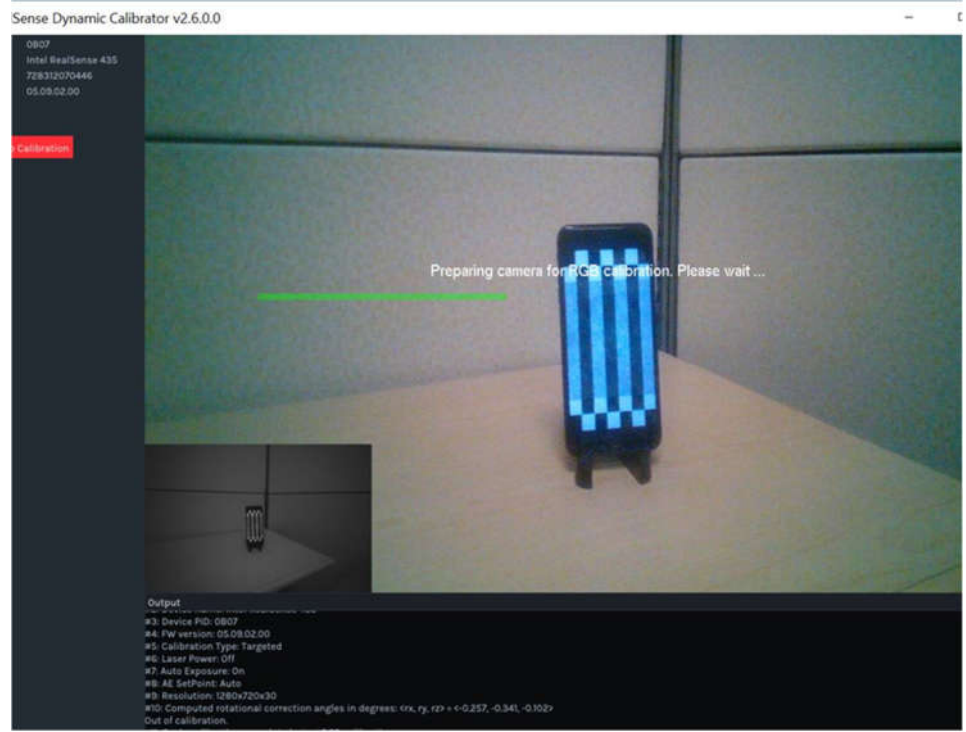 Sense Dynamic Calibrator v2.6.0.0
0B07
Intel RealSense 435
728312070446
05.09.02.00
Calibration
Preparing camera for RGB calibration. Please wait ...
Output
#3: Device PID: 0B07
#4: FW version: 05.09.02.00
#5: Calibration Type: Targeted
#6: Laser Power: Off
#7: Auto Exposure: On
#8: AE SetPoint: Auto
#9: Resolution: 1280x720x30
#10: Computed rotational correction angles in degrees: <rx, ry, rz> = <-0.257, -0.341, -0.102>
Out of calibration.